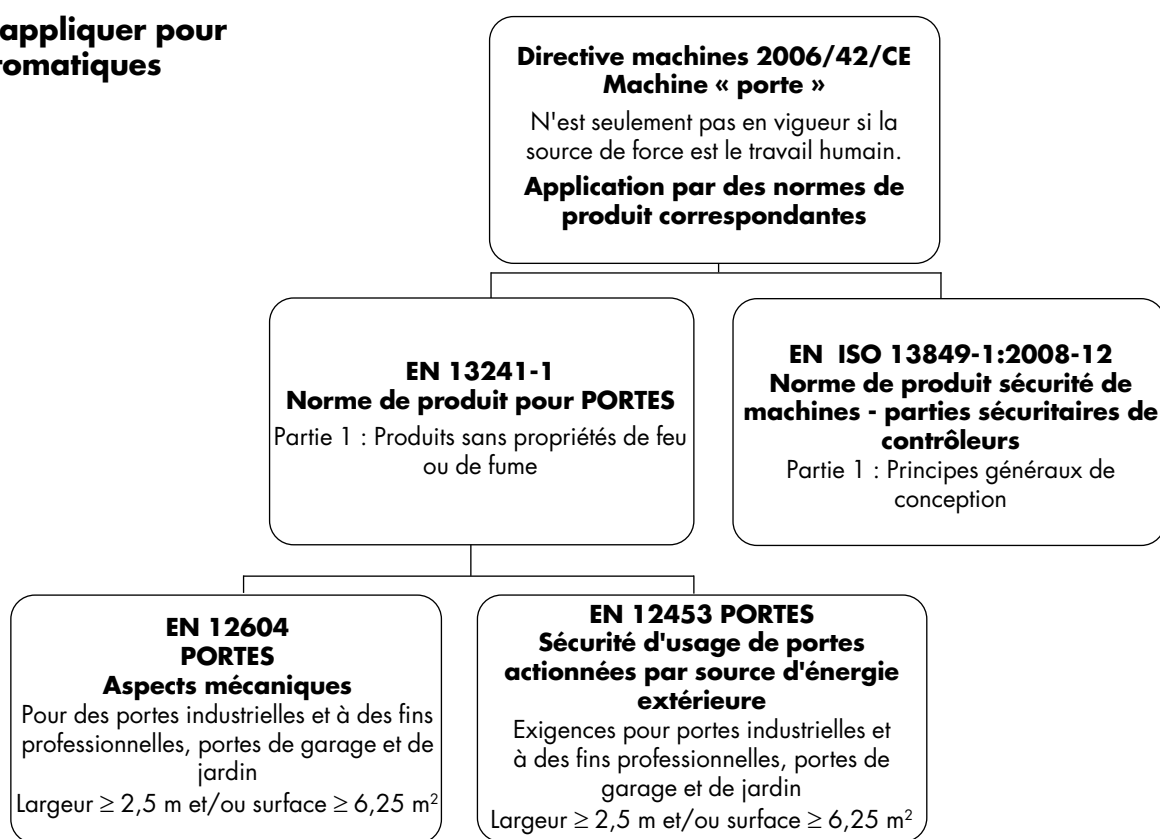 appliquer pour
tomatiques
Directive machines 2006/42/CE
Machine « porte »
N'est seulement pas en vigueur si la
source de force est le travail humain.
Application par des normes de
produit correspondantes
EN 13241-1
Norme de produit pour PORTES
Partie 1 : Produits sans propriétés de feu
ou de fume
EN ISO 13849-1:2008-12
Norme de produit sécurité de
machines - parties sécuritaires de
contrôleurs
Partie 1 : Principes généraux de
conception
EN 12604
PORTES
Aspects mécaniques
Pour des portes industrielles et à des fins
professionnelles, portes de garage et de
jardin
Largeur ≥ 2,5 m et/ou surface ≥ 6,25 m²
EN 12453 PORTES
Sécurité d'usage de portes
actionnées par source d'énergie
extérieure
Exigences pour portes industrielles et
à des fins professionnelles, portes de
garage et de jardin
Largeur ≥ 2,5 m et/ou surface ≥ 6,25 m²